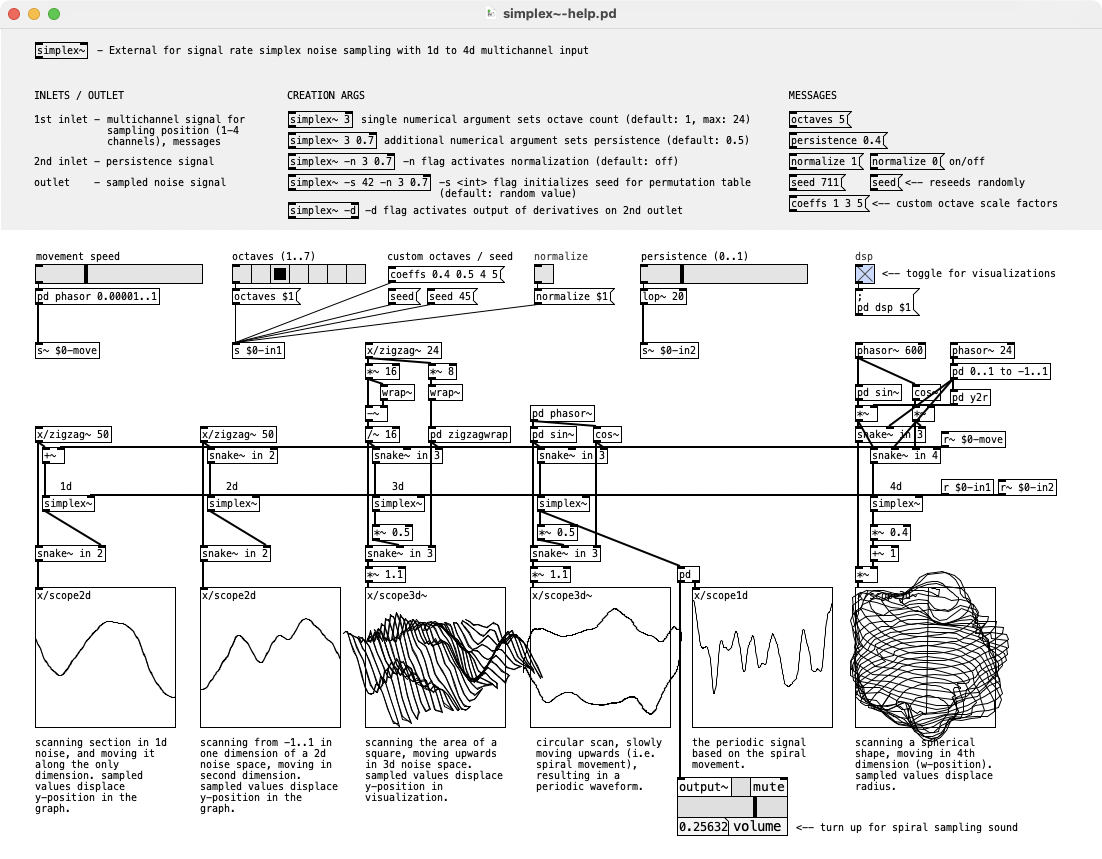 simplex~-help.pd
simplex~ – External for signal rate simplex noise sampling with 1d to 4d multichannel input
INLETS / OUTLET
1st inlet – multichannel signal for
sampling position (1–4
channels), messages
2nd inlet – persistence signal
outlet – sampled noise signal
CREATION ARGS
simplex~ 3 single numerical argument sets octave count (default: 1, max: 24)
simplex~ 3 0.7 additional numerical argument sets persistence (default: 0.5)
simplex~ -n 3 0.7 -n flag activates normalization (default: off)
simplex~ -s 42 -n 3 0.7 -s <int> flag initializes seed for permutation table
(default: random value)
simplex~ -d -d flag activates output of derivatives on 2nd outlet
MESSAGES
octaves 5
persistence 0.4
normalize 1 normalize 0 on/off
seed 711 seed <-- reseeds randomly
coeffs 1 3 5 <-- custom octave scale factors
movement speed
pd phasor 0.00001..1
s~ $0-move
octaves (1..7)
octaves $1
s $0-in1
custom octaves / seed
coeffs 0.4 0.5 4 5
seed seed 45
normalize
normalize $1
persistence (0..1)
lop~ 20
s~ $0-in2
dsp
<-- toggle for visualizations
;
pd dsp $1
x/zigzag~ 50
+~
1d
simplex~
snake~ in 2
x/scope2d
scanning section in 1d
noise, and moving it
along the only
dimension. sampled
values displace
y-position in the
graph.
x/zigzag~ 50
snake~ in 2
2d
simplex~
snake~ in 2
x/scope2d
scanning from -1..1 in
one dimension of a 2d
noise space, moving in
second dimension.
sampled values displace
y-position in the
graph.
x/zigzag~ 24
*~ 16 *~ 8
wrap~ wrap~
-~
/~ 16 pd zigzagwrap
snake~ in 3
3d
simplex~
*~ 0.5
snake~ in 3
*~ 1.1
x/scope3d~
scanning the area of a
square, moving upwards
in 3d noise space.
sampled values displace
y-position in
visualization.
pd phasor~
pd sin~ cos~
snake~ in 3
simplex~
*~ 0.5
snake~ in 3
*~ 1.1
x/scope3d~
circular scan, slowly
moving upwards (i.e.
spiral movement),
resulting in a
periodic waveform.
pd
x/scope1d
the periodic signal
based on the spiral
movement.
output~ mute
0.25632 volume
<-- turn up for spiral sampling sound
phasor~ 600 phasor~ 24
pd 0..1 to -1..1
pd sin~ cos~ pd y2r
*~ *~
snake~ in 3
r~ $0-move
snake~ in 4
4d
r $0-in1 r~ $0-in2
simplex~
*~ 0.4
+~ 1
*~
x/scope3d~
scanning a spherical
shape, moving in 4th
dimension (w-position).
sampled values displace
radius.